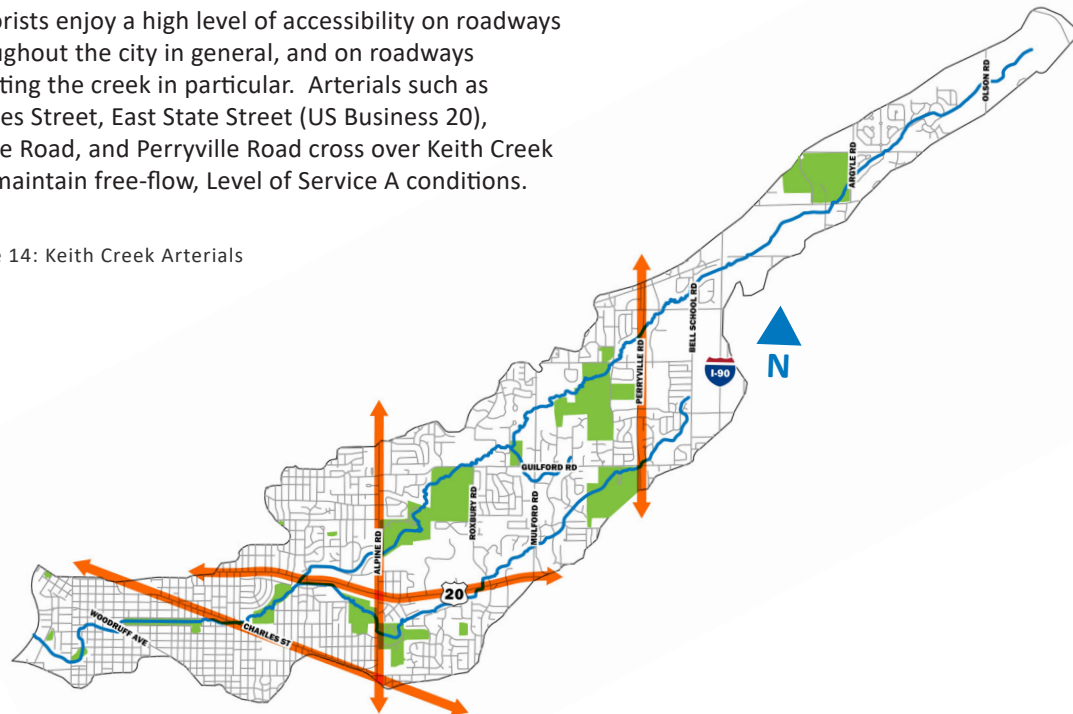 orists enjoy a high level of accessibility on roadways
ughout the city in general, and on roadways
ting the creek in particular. Arterials such as
es Street, East State Street (US Business 20),
e Road, and Perryville Road cross over Keith Creek
maintain free-flow, Level of Service A conditions.
e 14: Keith Creek Arterials
OLSON RD
ARGYLE RD
BELL SCHOOL RD
PERRYVILLE RD
I-90
N
GUILFORD RD
ROXBURY RD
MULFORD RD
ALPINE RD
20
WOODRUFF AVE
CHARLES ST